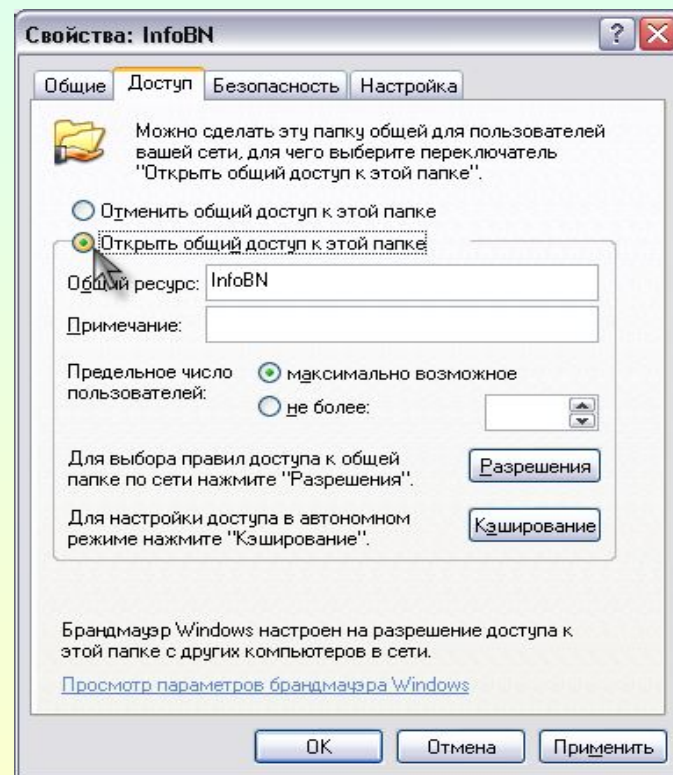 Свойства: InfoBN
?
Общие Доступ Безопасность Настройка
Можно сделать эту папку общей для пользователей
вашей сети, для чего выберите переключатель
"Открыть общий доступ к этой папке".
Отменить общий доступ к этой папке
Открыть общий доступ к этой папке
Общий ресурс: InfoBN
Примечание:
Предельное число
пользователей:
максимально возможное
не более:
Для выбора правил доступа к общей
папке по сети нажмите "Разрешения".
Разрешения
Для настройки доступа в автономном
режиме нажмите "Кэширование".
Кэширование
Брандмауэр Windows настроен на разрешение доступа к
этой папке с других компьютеров в сети.
Просмотр параметров брандмауэра Windows
OK Отмена Применить